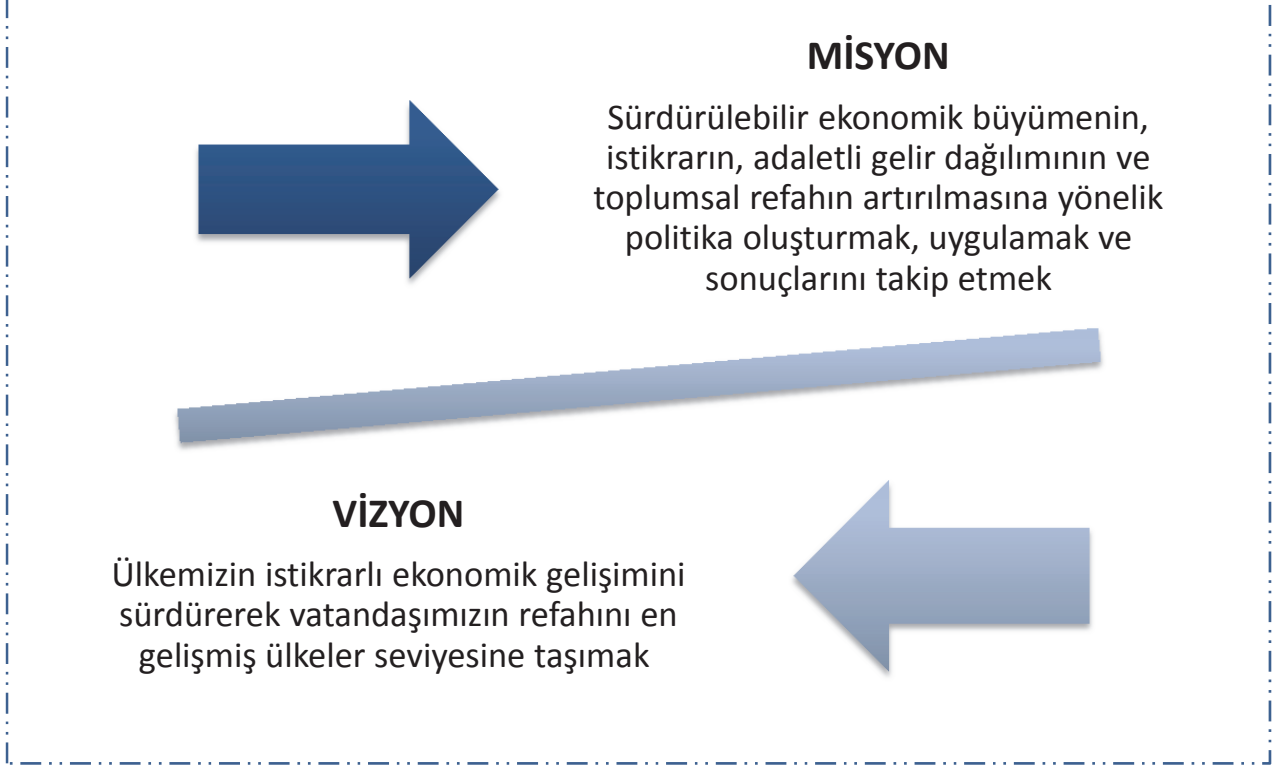 MİSYON
Sürdürülebilir ekonomik büyümenin,
istikrarın, adaletli gelir dağılımının ve
toplumsal refahın artırılmasına yönelik
politika oluşturmak, uygulamak ve
sonuçlarını takip etmek
VİZYON
Ülkemizin istikrarlı ekonomik gelişimini
sürdürerek vatandaşımızın refahını en
gelişmiş ülkeler seviyesine taşımak